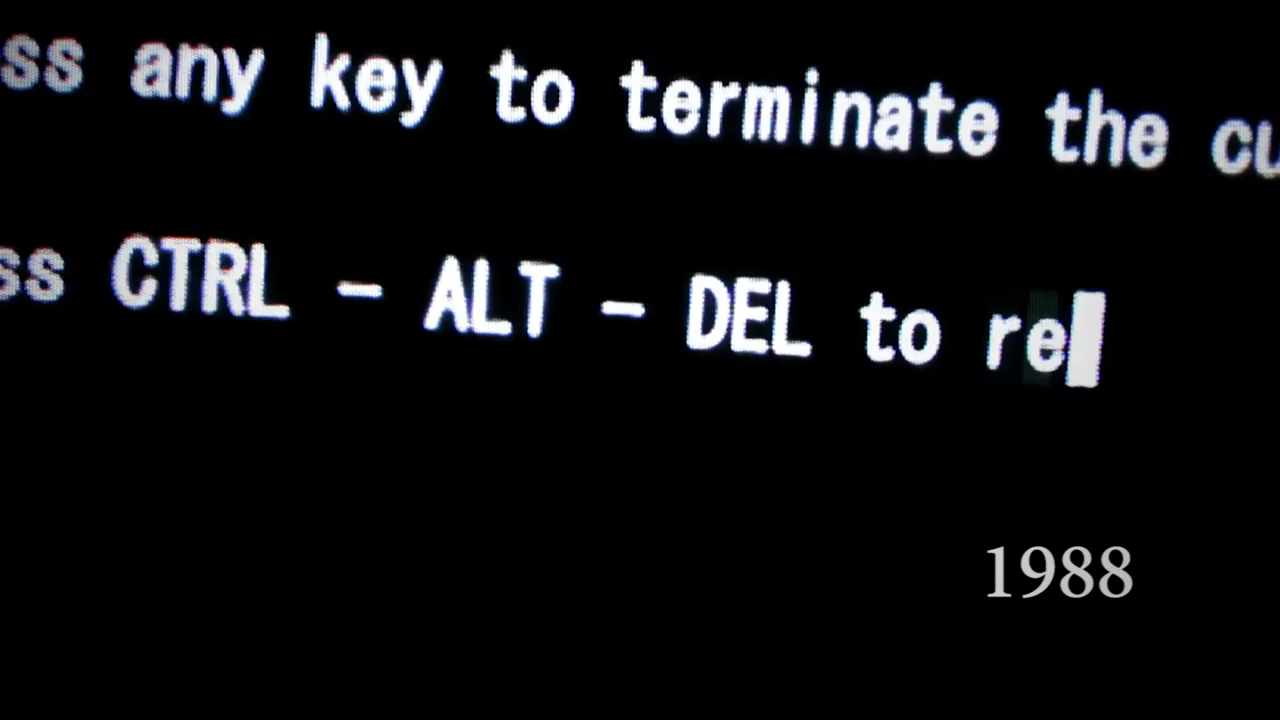 ss any key to terminate the cu
ss CTRL - ALT - DEL to re
1988